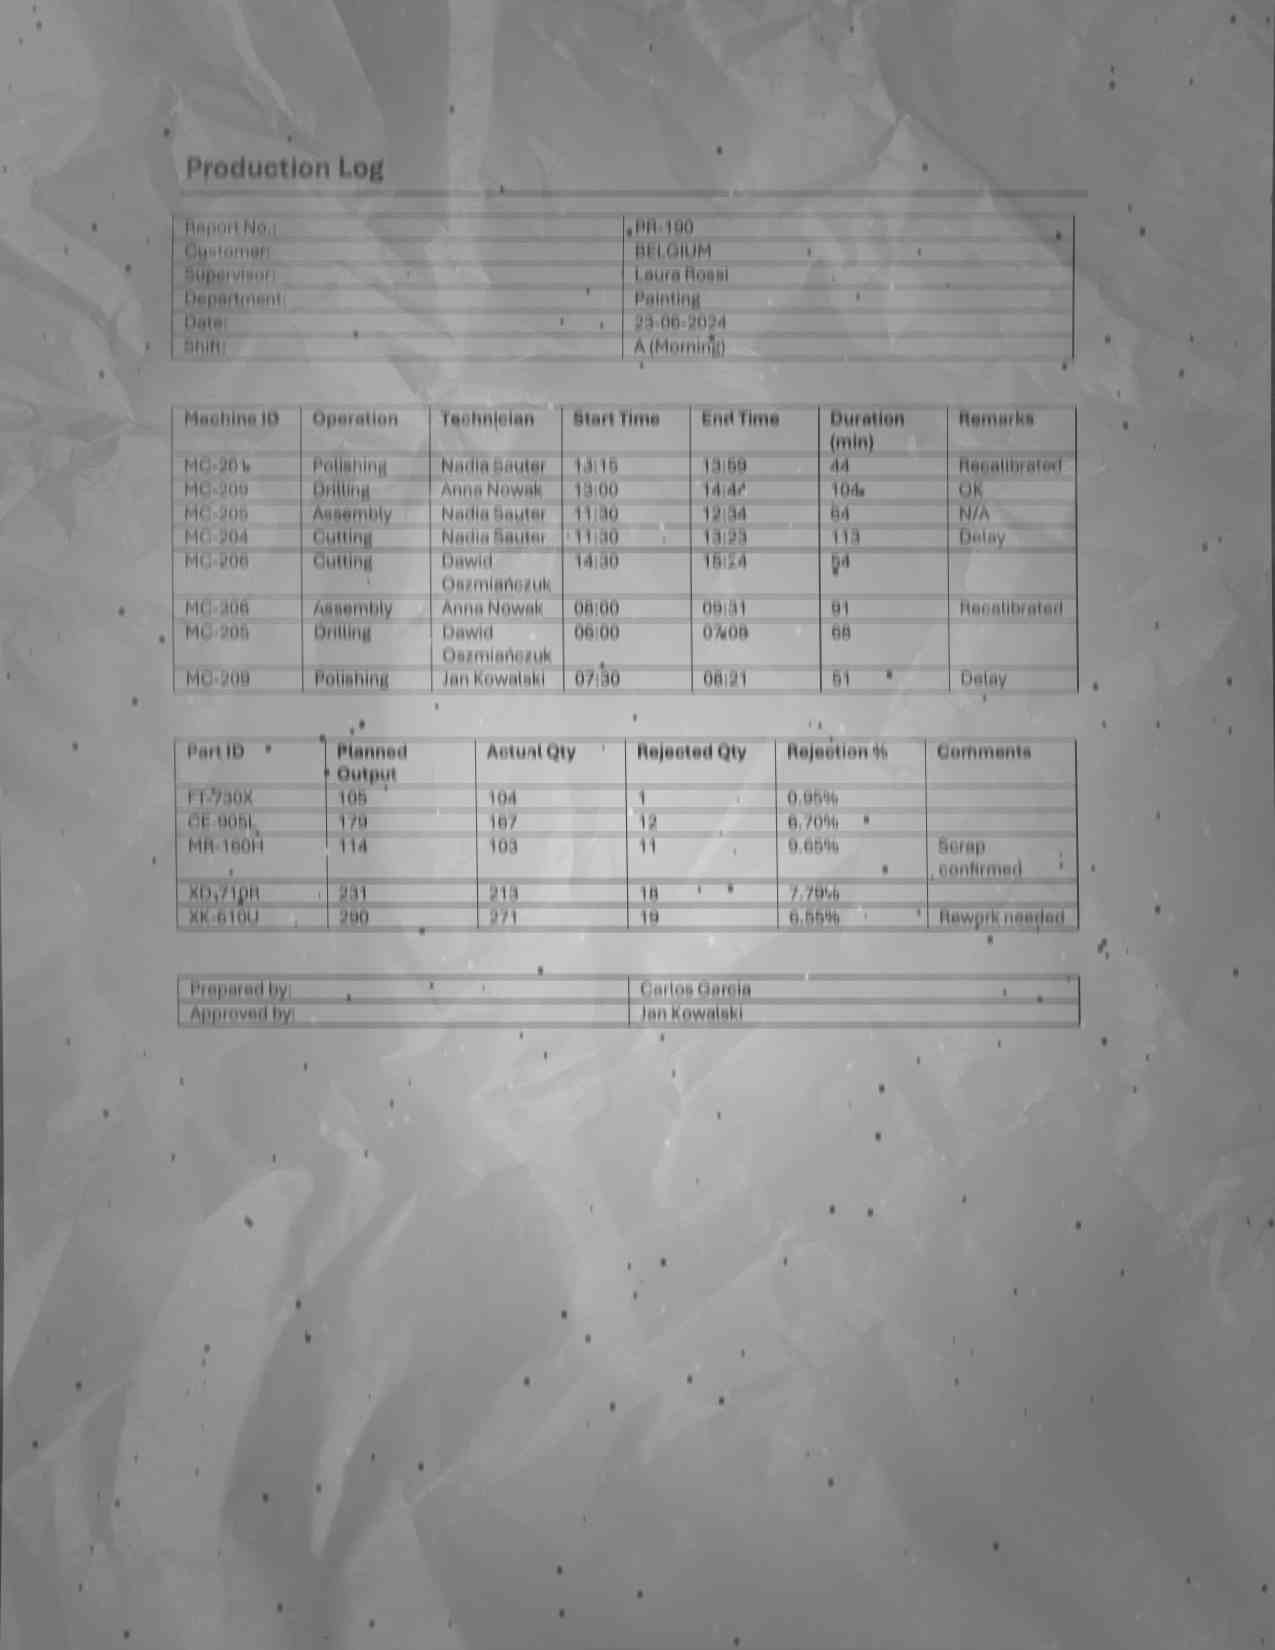 Production Log
Report No.: PR-190
Customer: BELGIUM
Supervisor: Laura Rossi
Department: Painting
Date: 23-06-2024
Shift: A (Morning)
Machine ID Operation Technician Start Time End Time Duration
(min)
Remarks
MC-201 Polishing Nadia Sauter 13:15 13:59 44 Recalibrated
MC-209 Drilling Anna Nowak 13:00 14:44 104 OK
MC-205 Assembly Nadia Sauter 11:30 12:34 64 N/A
MC-204 Cutting Nadia Sauter 11:30 13:23 113 Delay
MC-206 Cutting Dawid
Oszmiańczuk
14:30 15:24 54
Assembly Anna Nowak 08:00 09:31 91 Recalibrated
MC-205 Drilling Dawid
Oszmiańczuk
06:00 07:08 68
MC-209 Polishing Jan Kowalski 07:30 08:21 51 Delay
Part ID Planned
Output
Actual Qty Rejected Qty Rejection % Comments
FT-730X 105 104 1 0.95%
CE-905L 179 167 12 6.70%
MR-160H 114 103 11 9.65% Scrap
confirmed
XD-710R 231 213 18 7.79%
XK-610U 290 271 19 6.55% Rework needed
Prepared by: Carlos Garcia
Approved by: Jan Kowalski